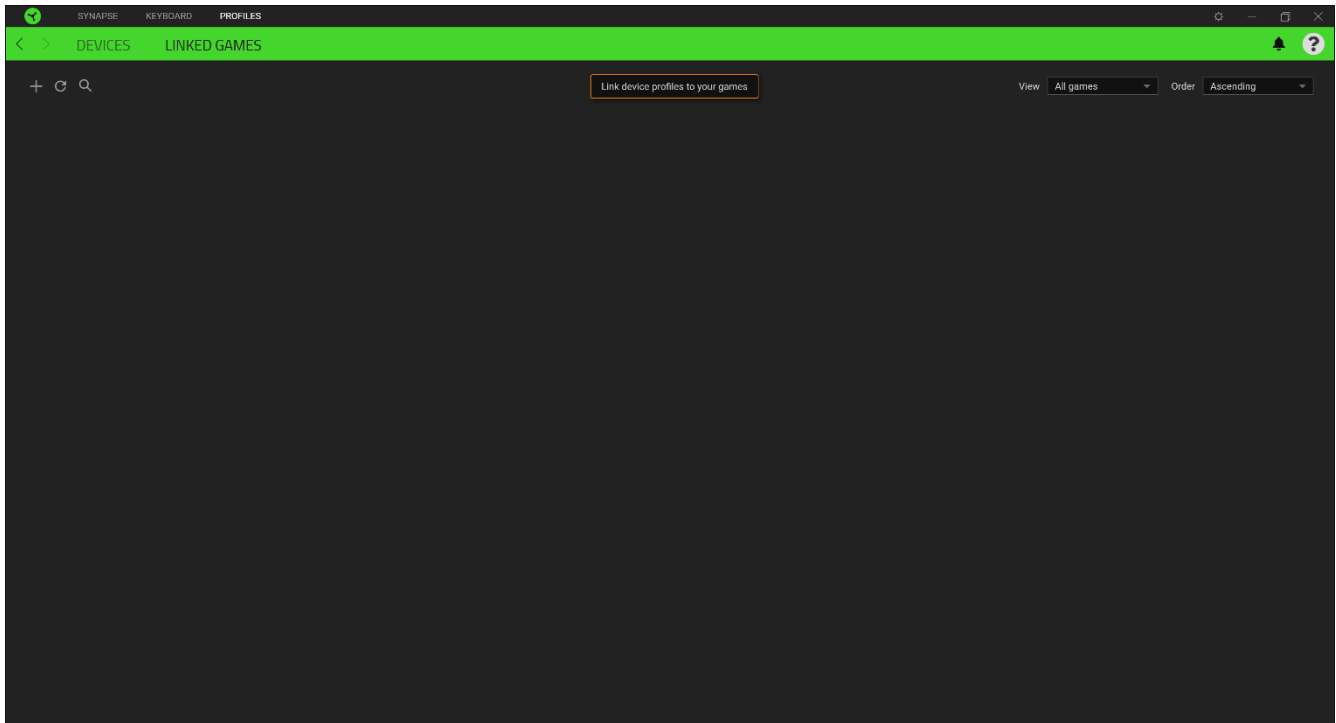 SYNAPSE KEYBOARD PROFILES
DEVICES LINKED GAMES ?
Link device profiles to your games View All games Order Ascending